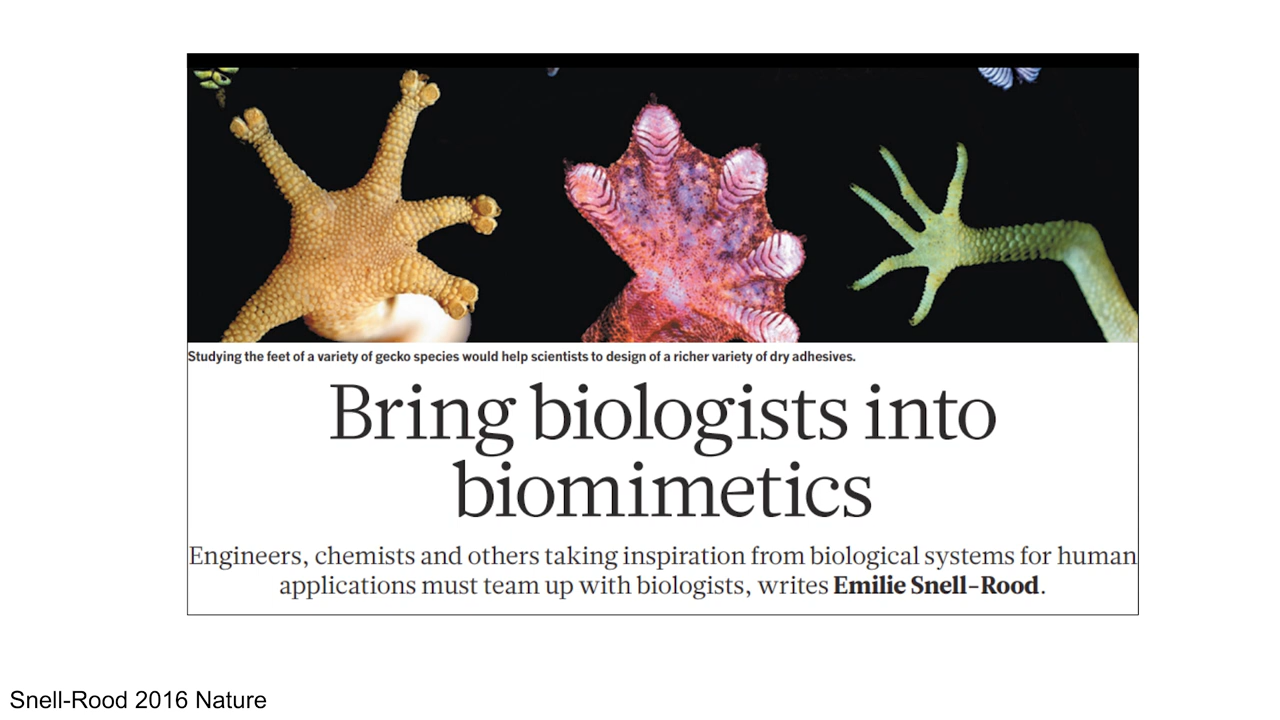 Studying the feet of a variety of gecko species would help scientists to design of a richer variety of dry adhesives.
Bring biologists into
biomimetics
Engineers, chemists and others taking inspiration from biological systems for human
applications must team up with biologists, writes Emilie Snell-Rood.
Snell-Rood 2016 Nature